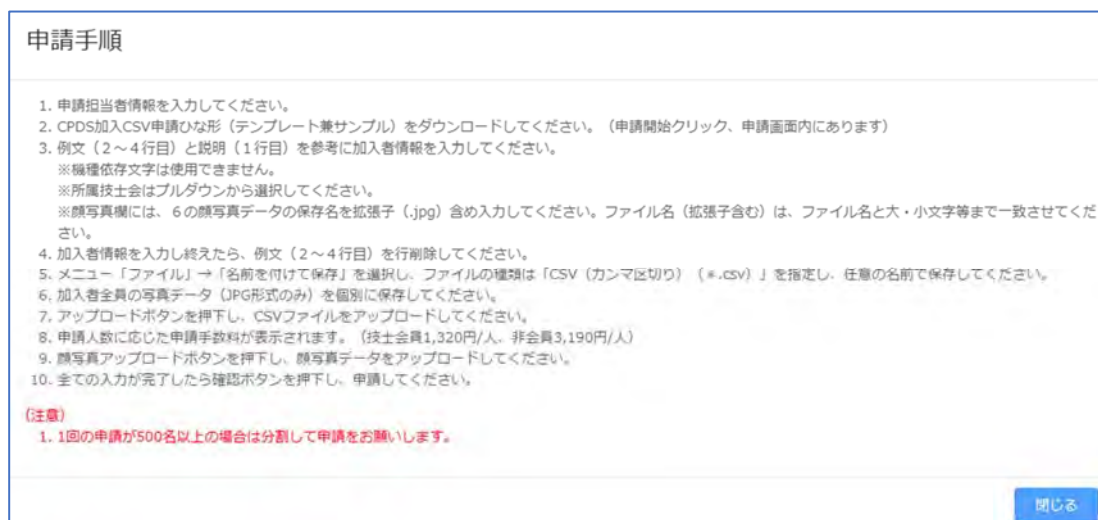 申請手順
1. 申請担当者情報を入力してください。
2. CPDS加入CSV申請ひな形（テンプレート兼サンプル）をダウンロードしてください。（申請開始クリック、申請画面内にあります）
3. 例文（２～４行目）と説明（１行目）を参考に加入者情報を入力してください。
※機種依存文字は使用できません。
※所属技士会はプルダウンから選択してください。
※顔写真欄には、６の顔写真データの保存名を拡張子（.jpg）含め入力してください。ファイル名（拡張子含む）は、ファイル名と大・小文字等まで一致させてくだ
さい。
4. 加入者情報を入力し終えたら、例文（２～４行目）を行削除してください。
5. メニュー「ファイル」→「名前を付けて保存」を選択し、ファイルの種類は「CSV（カンマ区切り）（*.csv）」を指定し、任意の名前で保存してください。
6. 加入者全員の写真データ（JPG形式のみ）を個別に保存してください。
7. アップロードボタンを押下し、CSVファイルをアップロードしてください。
8. 申請人数に応じた申請手数料が表示されます。（技士会員1,320円/人、非会員3,190円/人）
9. 顔写真アップロードボタンを押下し、顔写真データをアップロードしてください。
10. 全ての入力が完了したら確認ボタンを押下し、申請してください。
(注意)
1. 1回の申請が500名以上の場合は分割して申請をお願いします。
閉じる